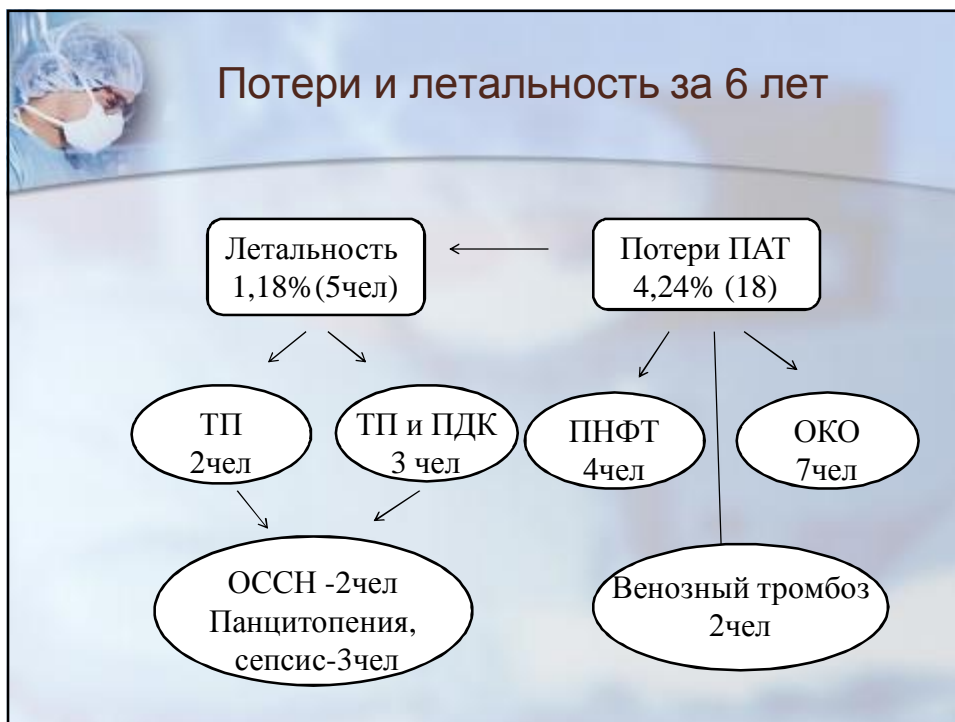 Потери и летальность за 6 лет
Летальность
1,18% (5чел)
Потери ПАТ
4,24% (18)
ТП
2чел
ТП и ПДК
3 чел
ПНФТ
4чел
ОКО
7чел
ОССН -2чел
Панцитопения,
сепсис-3чел
Венозный тромбоз
2чел